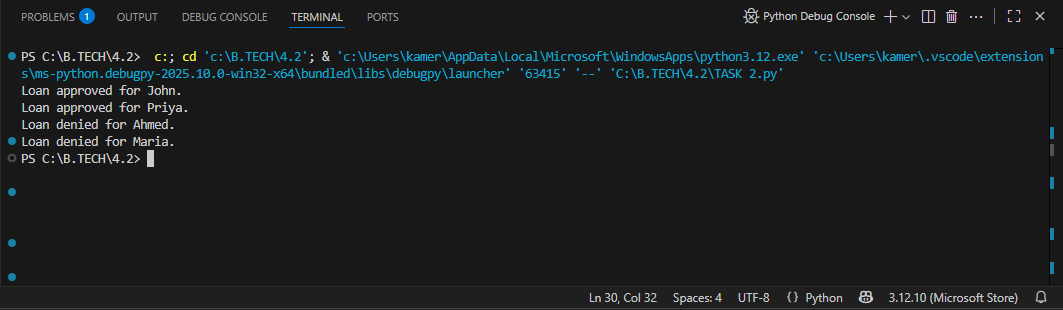 PROBLEMS 1 OUTPUT DEBUG CONSOLE TERMINAL PORTS Python Debug Console
PS C:\B.TECH\4.2>  c:; cd 'c:\B.TECH\4.2'; & 'c:\Users\kamer\AppData\Local\Microsoft\WindowsApps\python3.12.exe' 'c:\Users\kamer\.vscode\extension
s\ms-python.debugpy-2025.10.0-win32-x64\bundled\libs\debugpy\launcher' '63415' '--' 'C:\B.TECH\4.2\TASK 2.py'
Loan approved for John.
Loan approved for Priya.
Loan denied for Ahmed.
Loan denied for Maria.
PS C:\B.TECH\4.2>
Ln 30, Col 32 Spaces: 4 UTF-8 {} Python 3.12.10 (Microsoft Store)